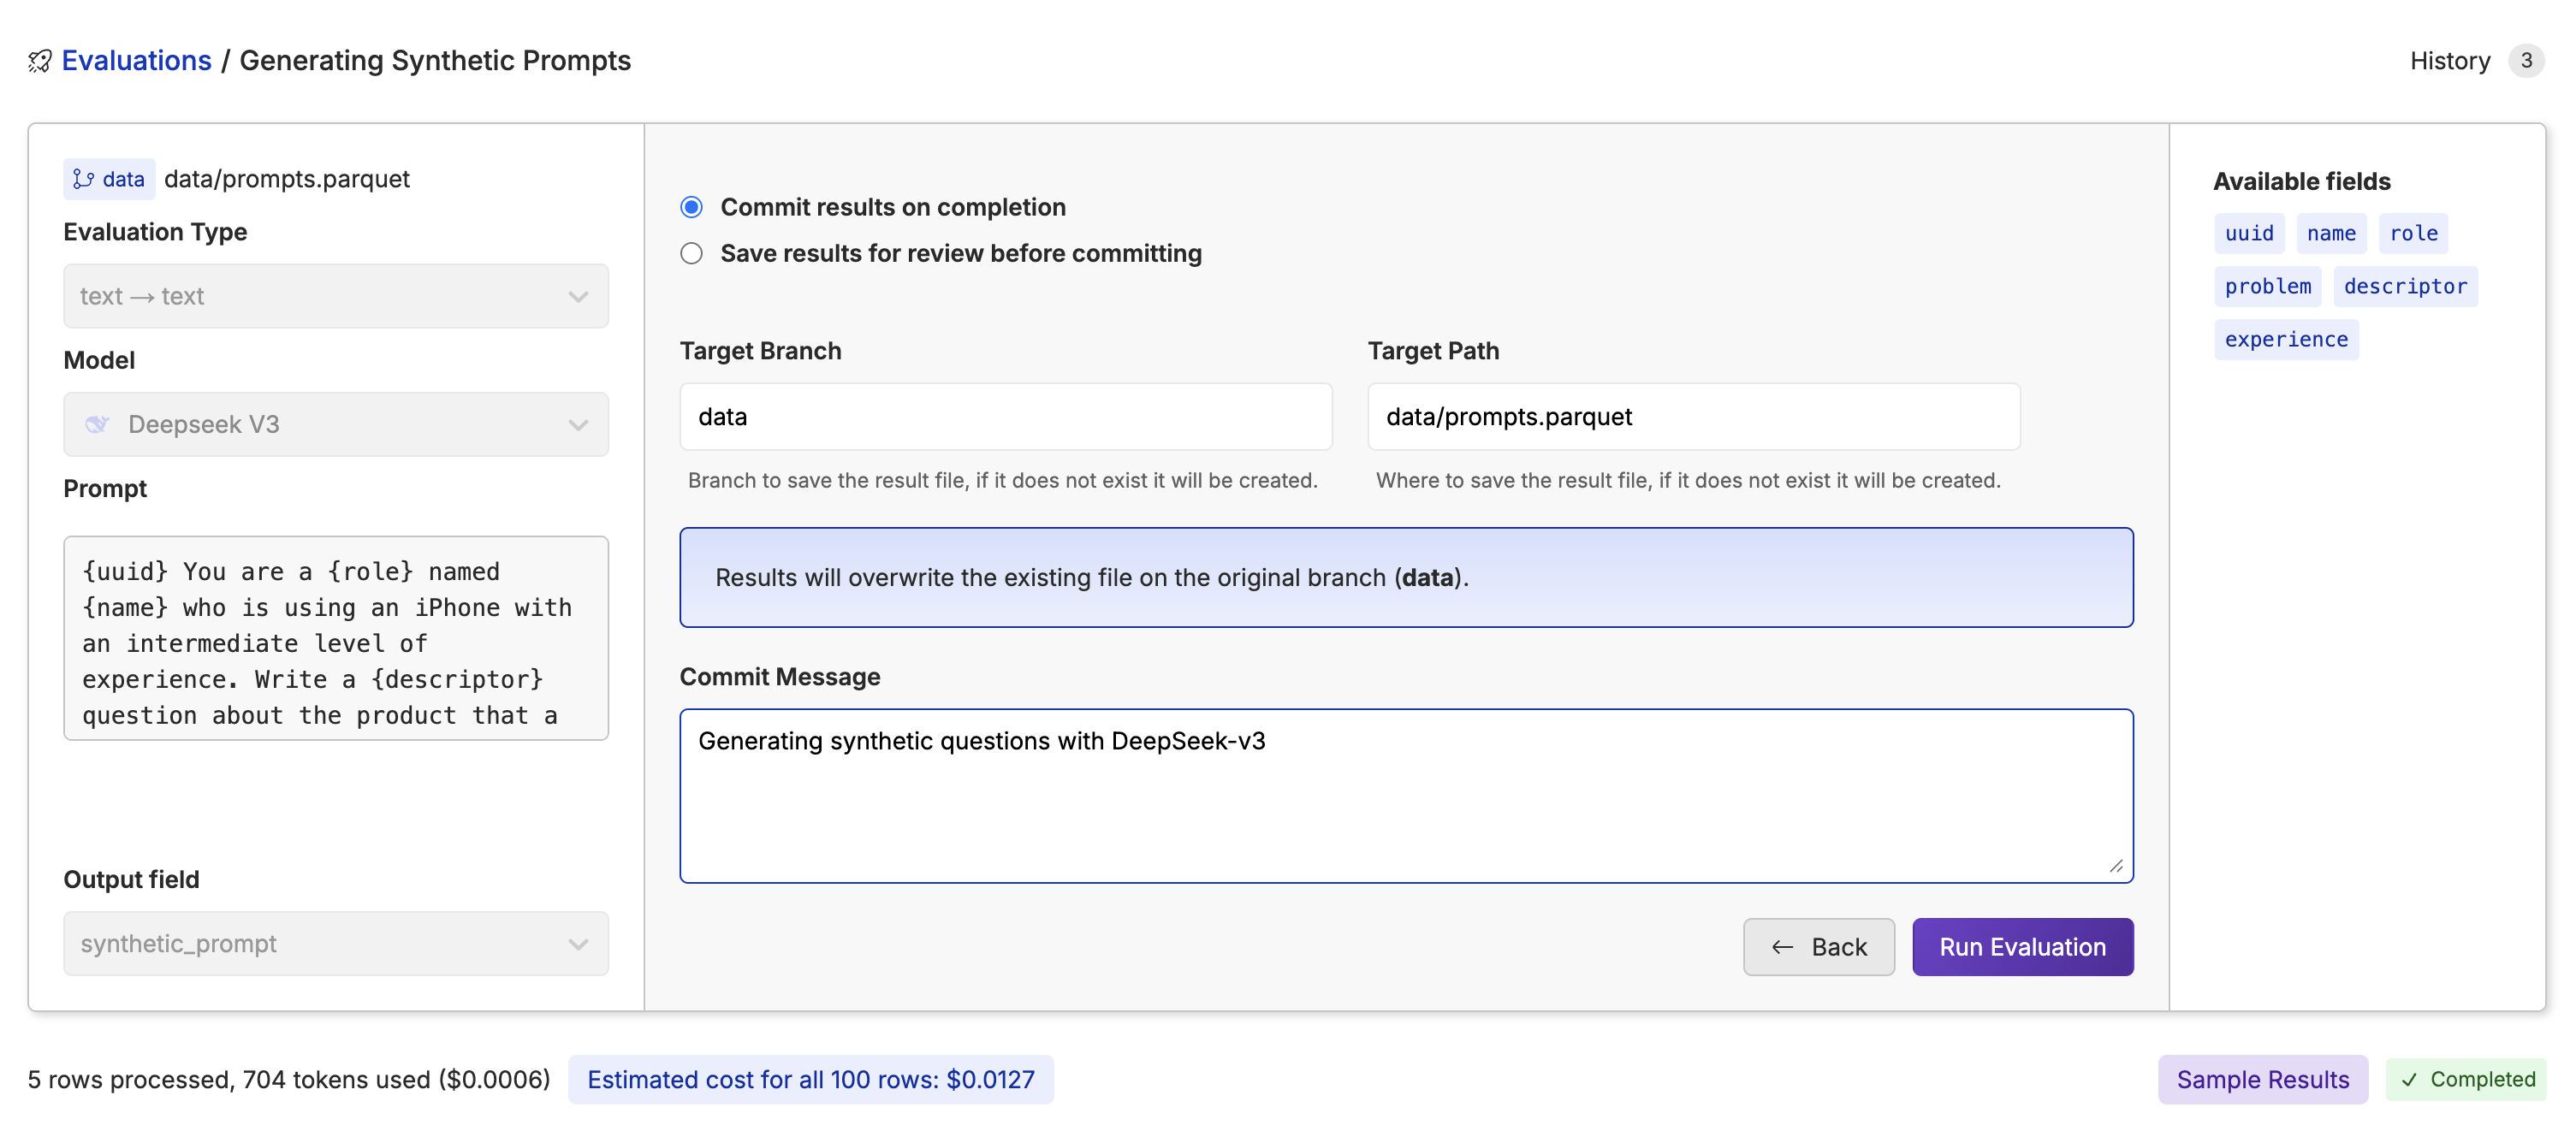 Evaluations / Generating Synthetic Prompts
History 3
data data/prompts.parquet
Evaluation Type
text → text
Model
Deepseek V3
Prompt
{uuid} You are a {role} named
{name} who is using an iPhone with
an intermediate level of
experience. Write a {descriptor}
question about the product that a
Output field
synthetic_prompt
Commit results on completion
Save results for review before committing
Target Branch
data
Branch to save the result file, if it does not exist it will be created.
Target Path
data/prompts.parquet
Where to save the result file, if it does not exist it will be created.
Results will overwrite the existing file on the original branch (data).
Commit Message
Generating synthetic questions with DeepSeek-v3
← Back
Run Evaluation
Available fields
uuid name role
problem descriptor
experience
5 rows processed, 704 tokens used ($0.0006) Estimated cost for all 100 rows: $0.0127
Sample Results ✓ Completed